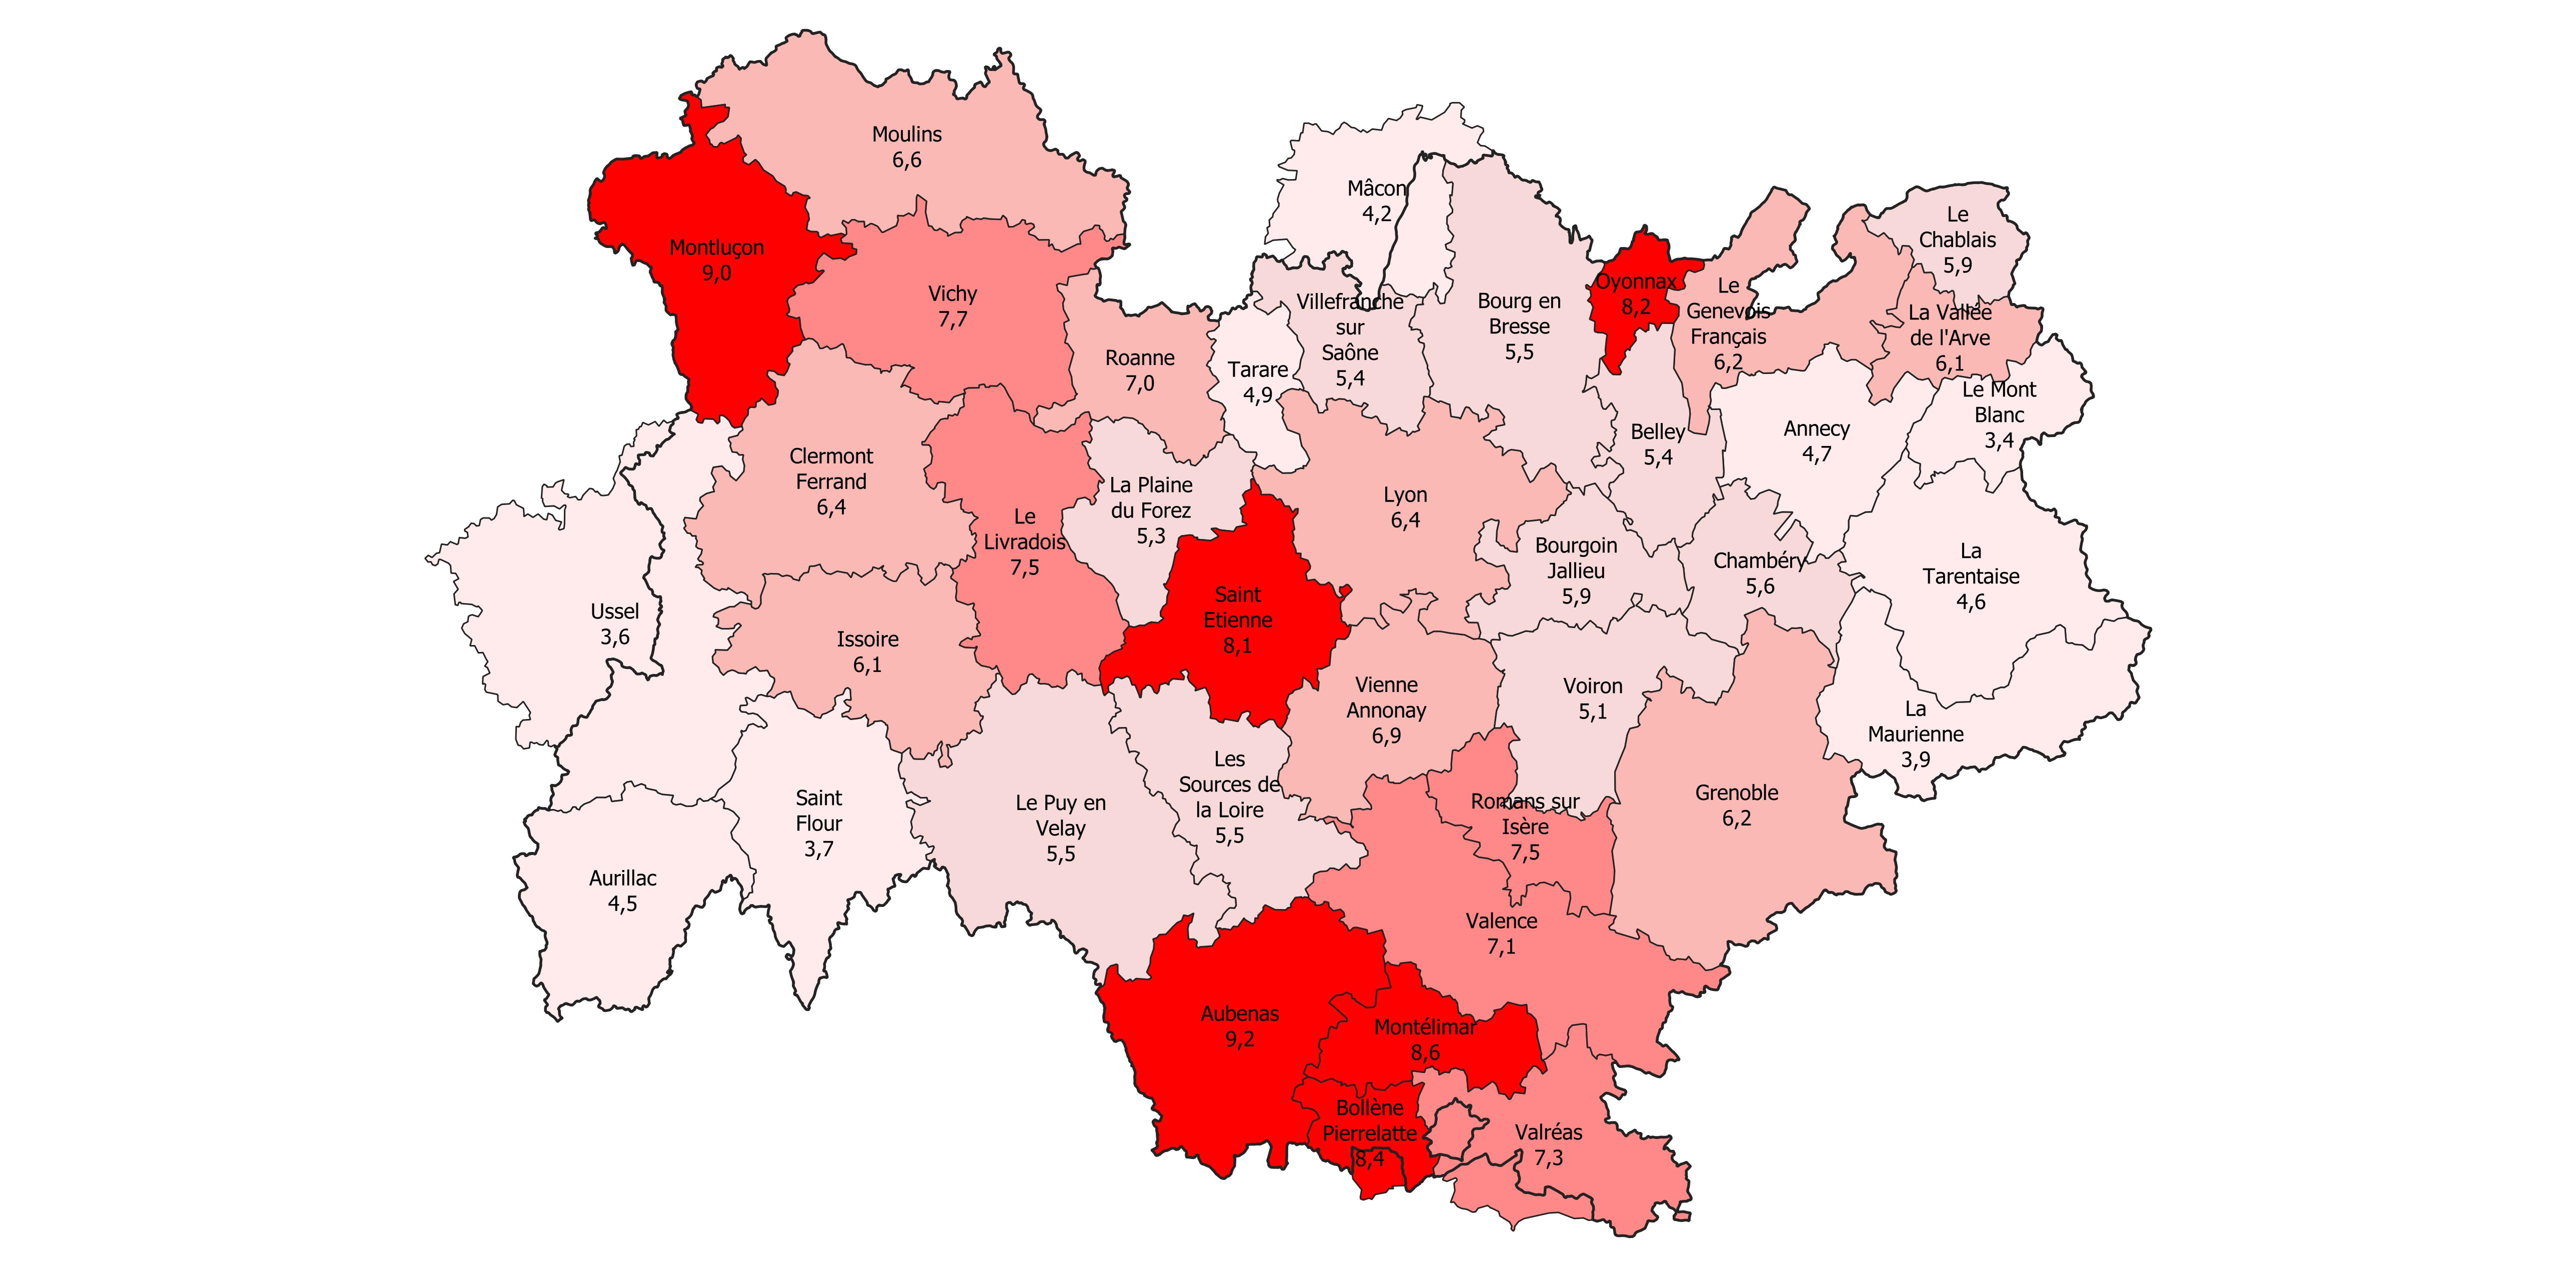 Moulins
6,6
Montluçon
9,0
Vichy
7,7
Roanne
7,0
Mâcon
4,2
Villefranche
sur
Saône
5,4
Tarare
4,9
Bourg en
Bresse
5,5
Oyonnax
8,2
Le
Genevois
Français
6,2
Le
Chablais
5,9
La Vallée
de l'Arve
6,1
Le Mont
Blanc
3,4
Annecy
4,7
Belley
5,4
Clermont
Ferrand
6,4
Le
Livradois
7,5
La Plaine
du Forez
5,3
Lyon
6,4
Bourgoin
Jallieu
5,9
Chambéry
5,6
La
Tarentaise
4,6
Ussel
3,6
Issoire
6,1
Saint
Etienne
8,1
Vienne
Annonay
6,9
Voiron
5,1
La
Maurienne
3,9
Aurillac
4,5
Saint
Flour
3,7
Le Puy en
Velay
5,5
Les
Sources de
la Loire
5,5
Romans sur
Isère
7,5
Grenoble
6,2
Valence
7,1
Aubenas
9,2
Montélimar
8,6
Bollène
Pierrelatte
8,4
Valréas
7,3